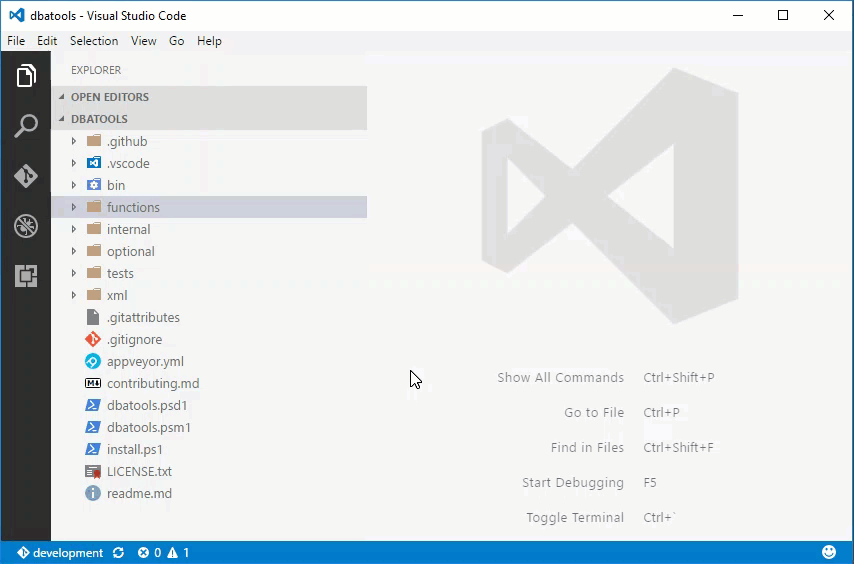 dbatools - Visual Studio Code
File Edit Selection View Go Help
EXPLORER
OPEN EDITORS
DBATOOLS
.github
.vscode
bin
functions
internal
optional
tests
xml
.gitattributes
.gitignore
appveyor.yml
contributing.md
dbatools.psd1
dbatools.psm1
install.ps1
LICENSE.txt
readme.md
Show All Commands Ctrl+Shift+P
Go to File Ctrl+P
Find in Files Ctrl+Shift+F
Start Debugging F5
Toggle Terminal Ctrl+`
development 0 1